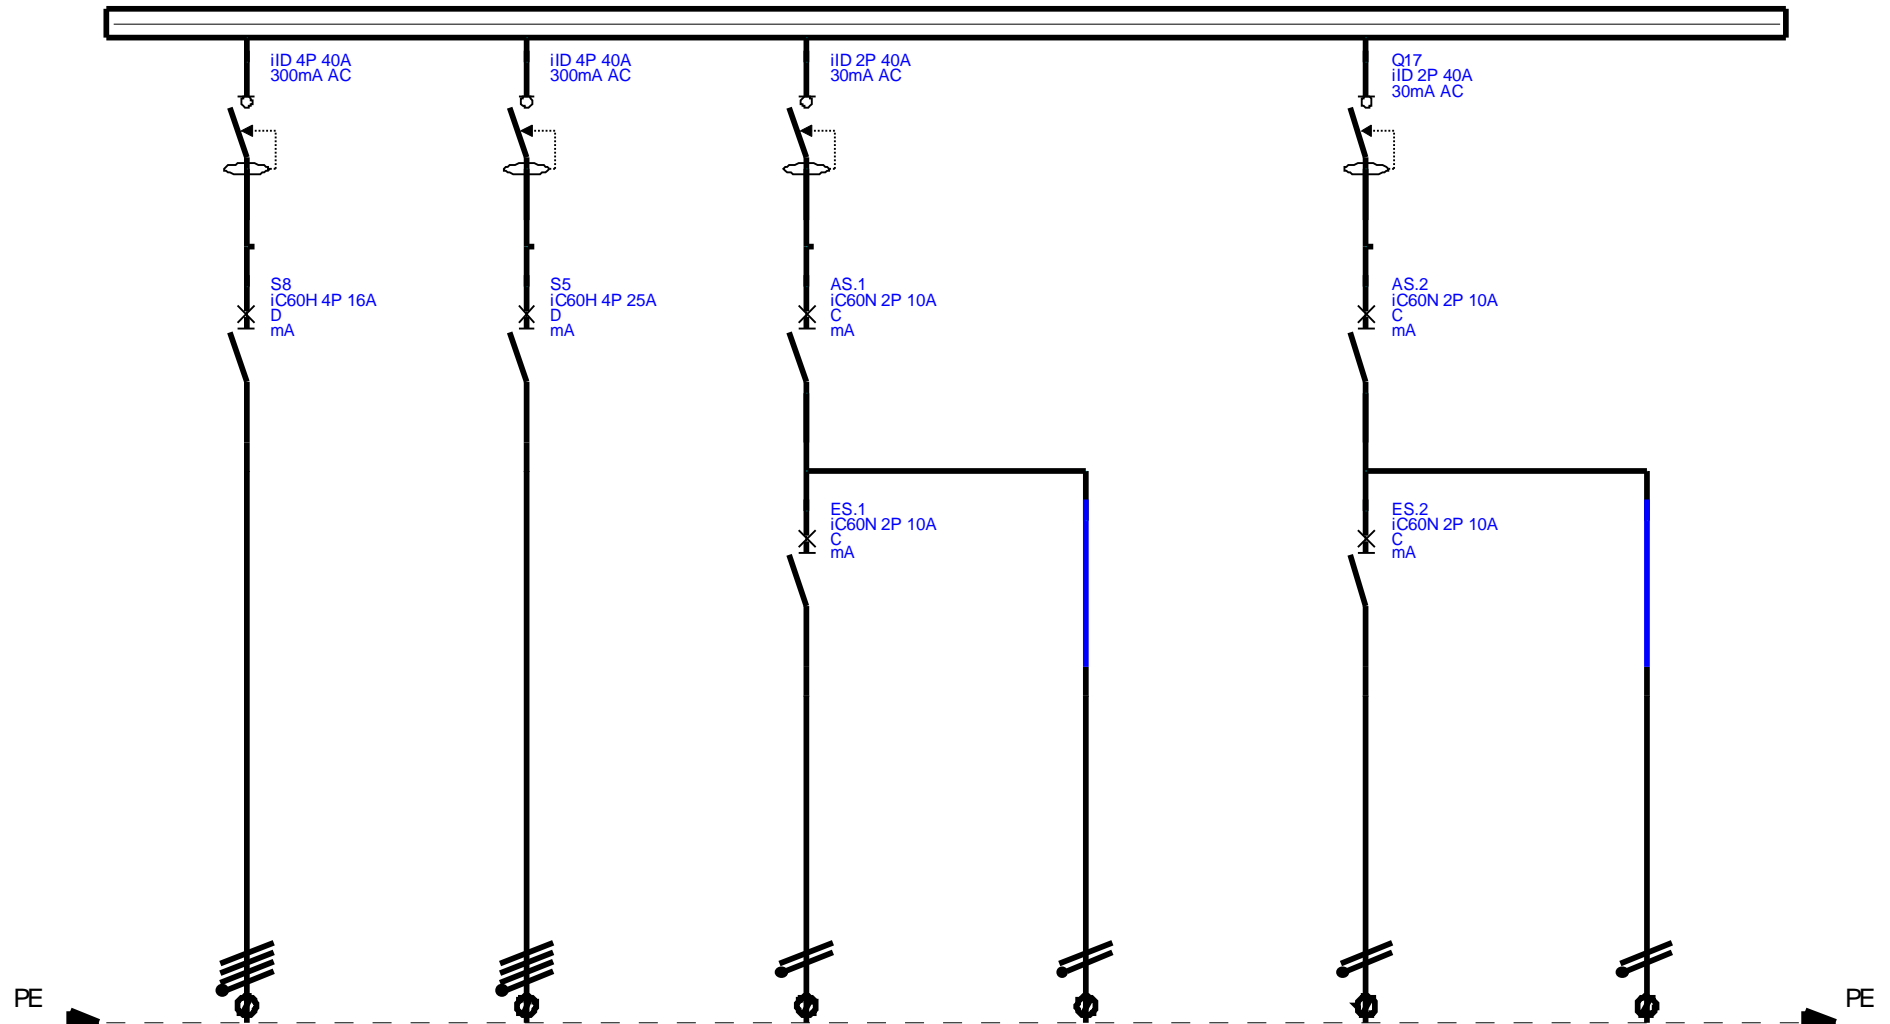 iID 4P 40A
300mA AC
iID 4P 40A
300mA AC
iID 2P 40A
30mA AC
Q17
iID 2P 40A
30mA AC
S8
iC60H 4P 16A
D
mA
S5
iC60H 4P 25A
D
mA
AS.1
iC60N 2P 10A
C
mA
AS.2
iC60N 2P 10A
C
mA
ES.1
iC60N 2P 10A
C
mA
ES.2
iC60N 2P 10A
C
mA
PE
PE